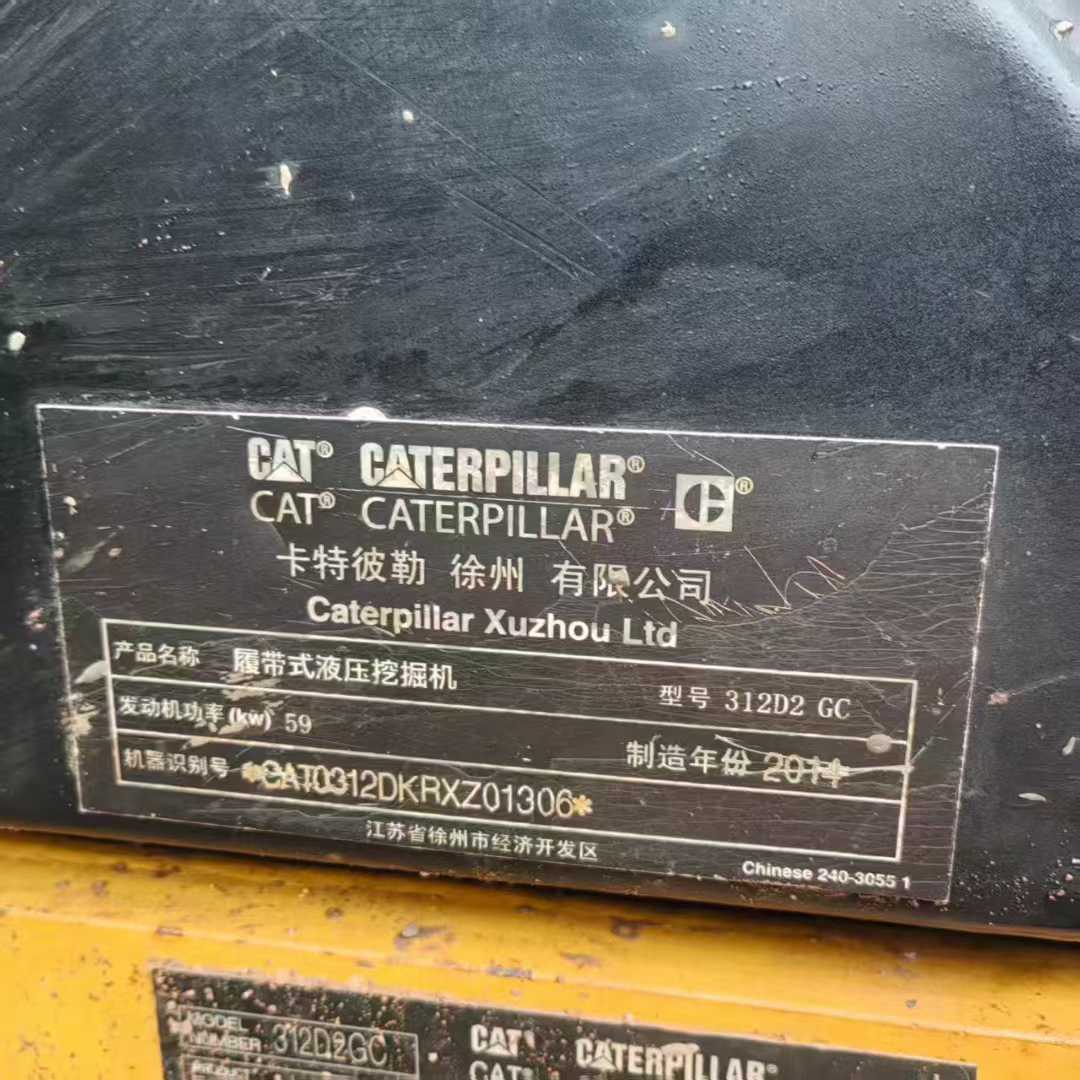 CAT® CATERPILLAR®
CAT® CATERPILLAR®
卡特彼勒 徐州 有限公司
Caterpillar Xuzhou Ltd
产品名称 履带式液压挖掘机 型号 312D2 GC
发动机功率(kw) 59 制造年份 2014
机器识别号 *CAT0312DKRXZ01306*
江苏省徐州市经济开发区
Chinese 240-3055 1
MODEL NUMBER 312D2GC
CAT CATERPILLAR®
CAT®